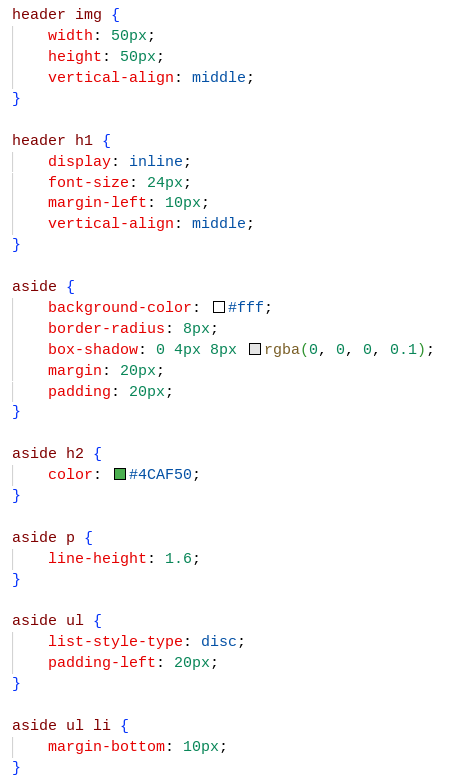 header img {
    width: 50px;
    height: 50px;
    vertical-align: middle;
}

header h1 {
    display: inline;
    font-size: 24px;
    margin-left: 10px;
    vertical-align: middle;
}

aside {
    background-color: #fff;
    border-radius: 8px;
    box-shadow: 0 4px 8px rgba(0, 0, 0, 0.1);
    margin: 20px;
    padding: 20px;
}

aside h2 {
    color: #4CAF50;
}

aside p {
    line-height: 1.6;
}

aside ul {
    list-style-type: disc;
    padding-left: 20px;
}

aside ul li {
    margin-bottom: 10px;
}